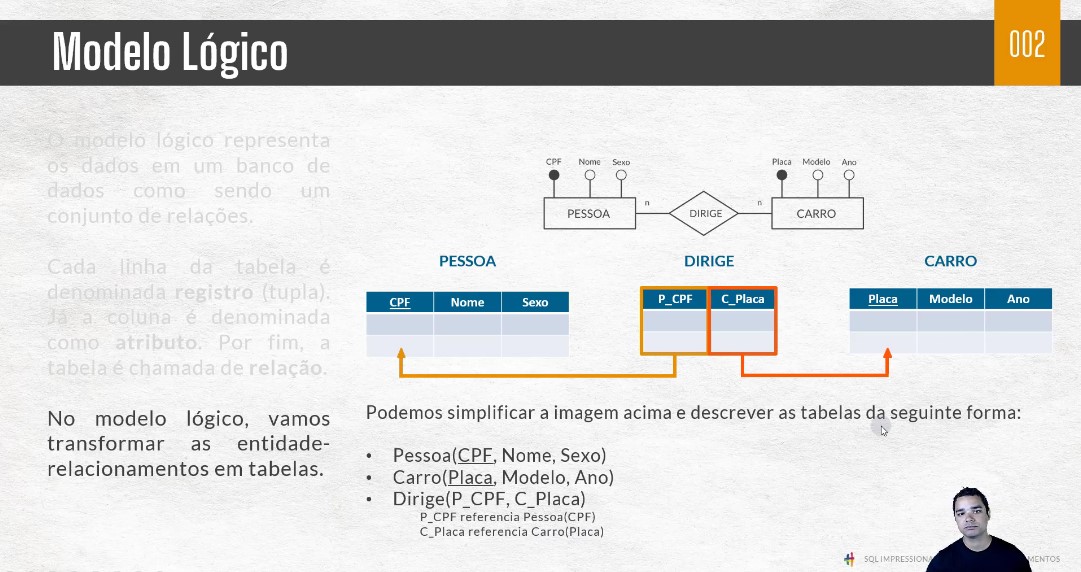 Modelo Lógico
002
O modelo lógico representa
os dados em um banco de
dados como sendo um
conjunto de relações.
Cada linha da tabela é
denominada registro (tupla).
Já a coluna é denominada
como atributo. Por fim, a
tabela é chamada de relação.
No modelo lógico, vamos
transformar as entidade-
relacionamentos em tabelas.
CPF Nome Sexo
Placa Modelo Ano
PESSOA n DIRIGE n CARRO
PESSOA
DIRIGE
CARRO
CPF Nome Sexo
P_CPF C_Placa
Placa Modelo Ano
Podemos simplificar a imagem acima e descrever as tabelas da seguinte forma:
• Pessoa(CPF, Nome, Sexo)
• Carro(Placa, Modelo, Ano)
• Dirige(P_CPF, C_Placa)
P_CPF referencia Pessoa(CPF)
C_Placa referencia Carro(Placa)
SQL IMPRESSIONA
MENTOS